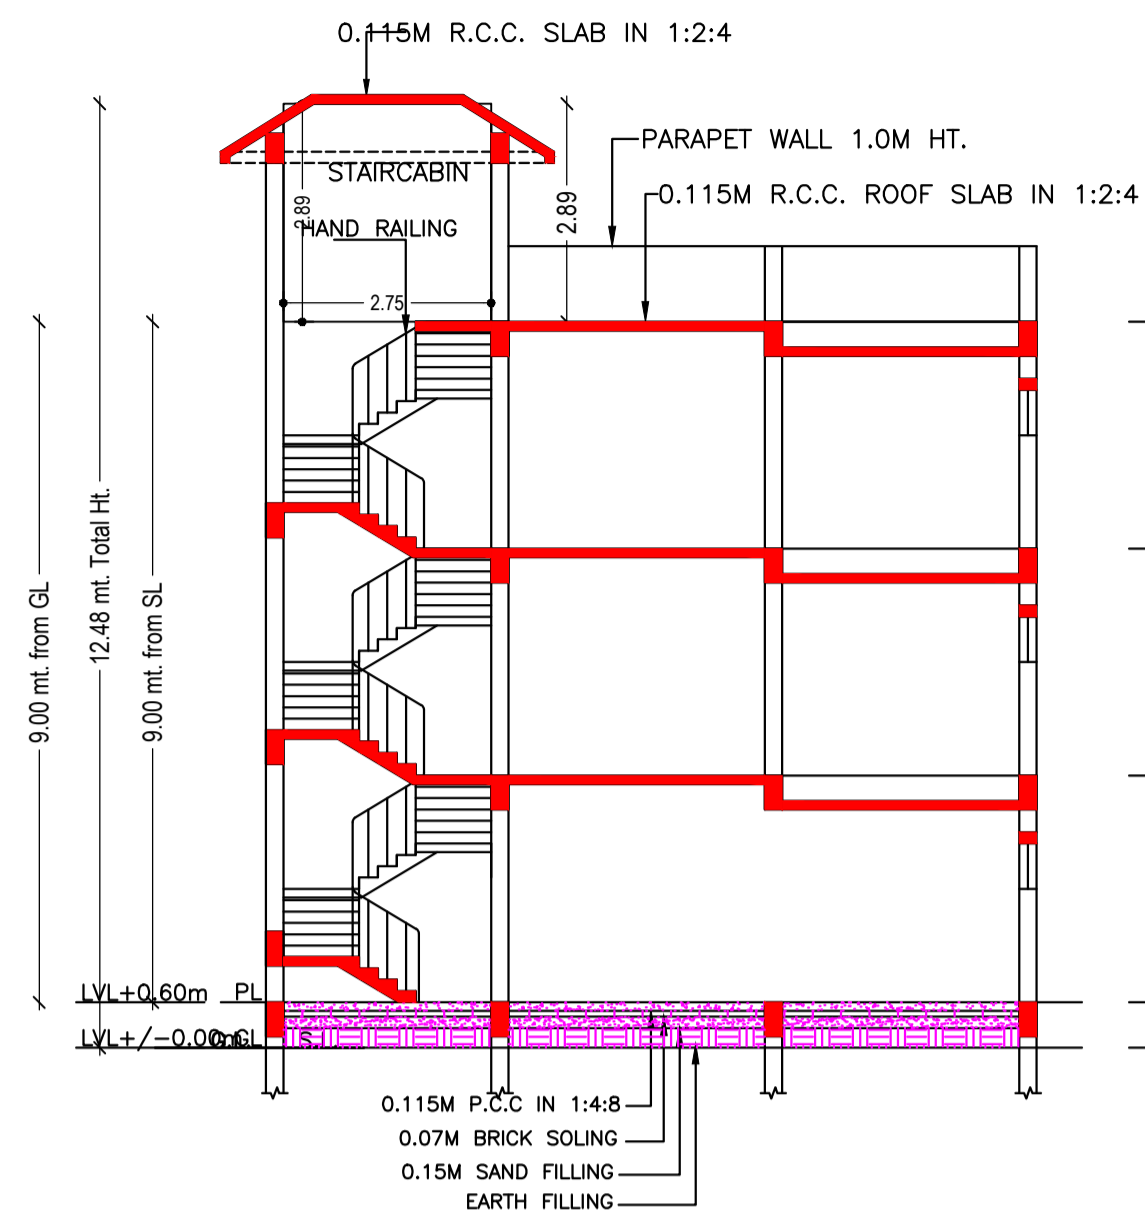 0.115M R.C.C. SLAB IN 1:2:4
PARAPET WALL 1.0M HT.
STAIRCABIN
0.115M R.C.C. ROOF SLAB IN 1:2:4
2.89
2.89
HAND RAILING
2.75
9.00 mt. from GL
12.48 mt. Total Ht.
9.00 mt. from SL
LVL+0.60m PL
LVL+/-0.00m GL
0.115M P.C.C IN 1:4:8
0.07M BRICK SOLING
0.15M SAND FILLING
EARTH FILLING